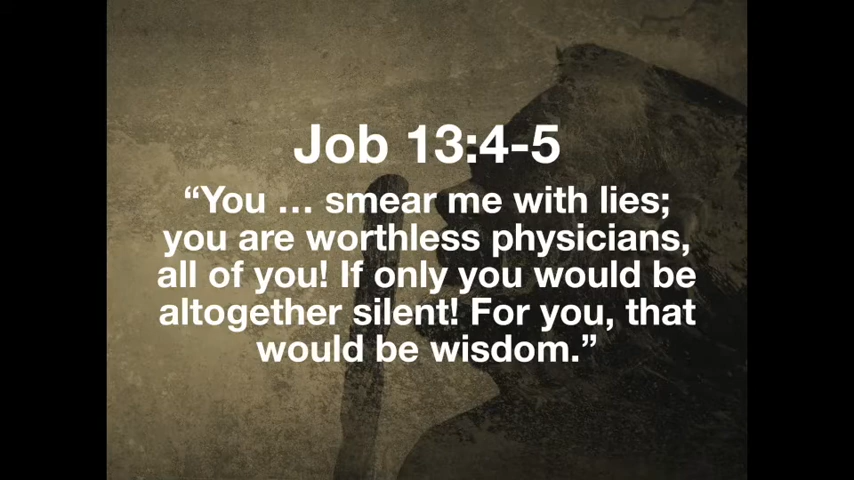 Job 13:4-5
“You … smear me with lies;
you are worthless physicians,
all of you! If only you would be
altogether silent! For you, that
would be wisdom.”